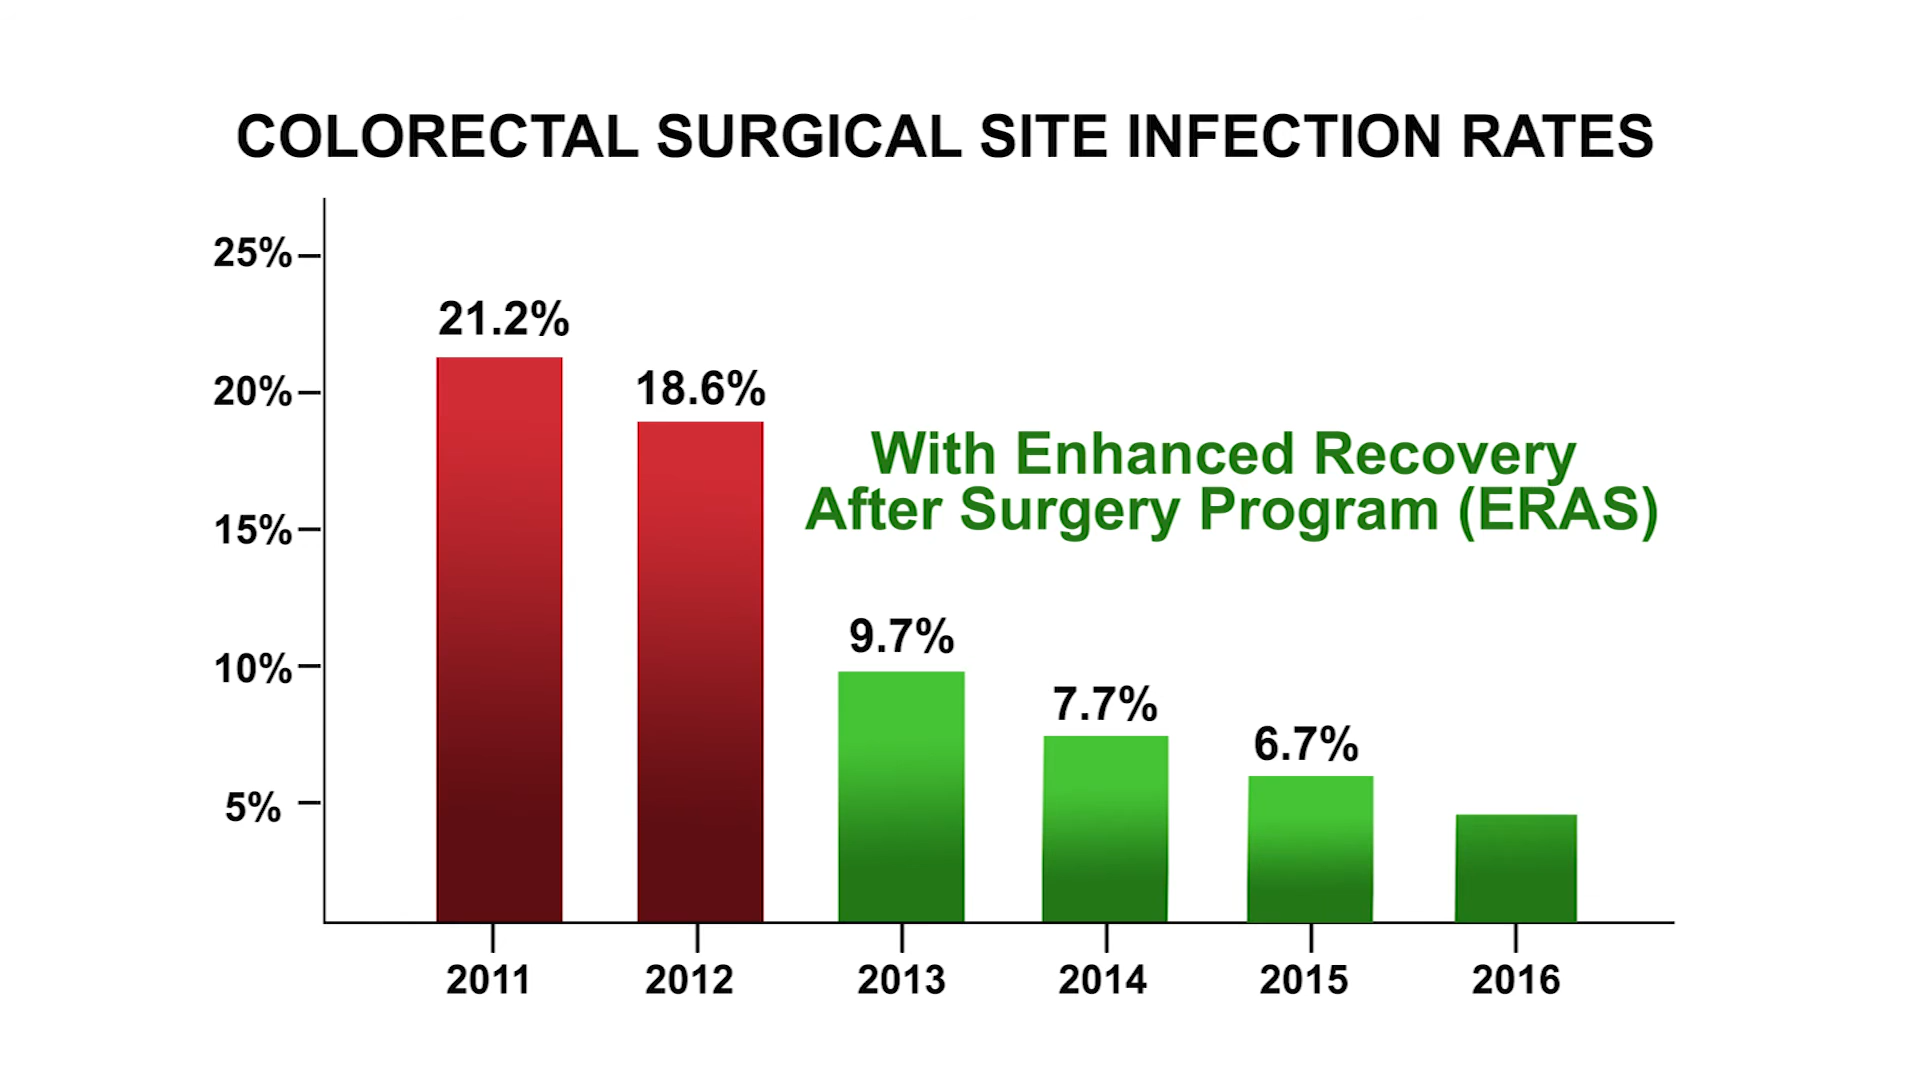 COLORECTAL SURGICAL SITE INFECTION RATES
25%
21.2%
20%
18.6%
With Enhanced Recovery
After Surgery Program (ERAS)
15%
9.7%
10%
7.7%
6.7%
5%
2011 2012 2013 2014 2015 2016